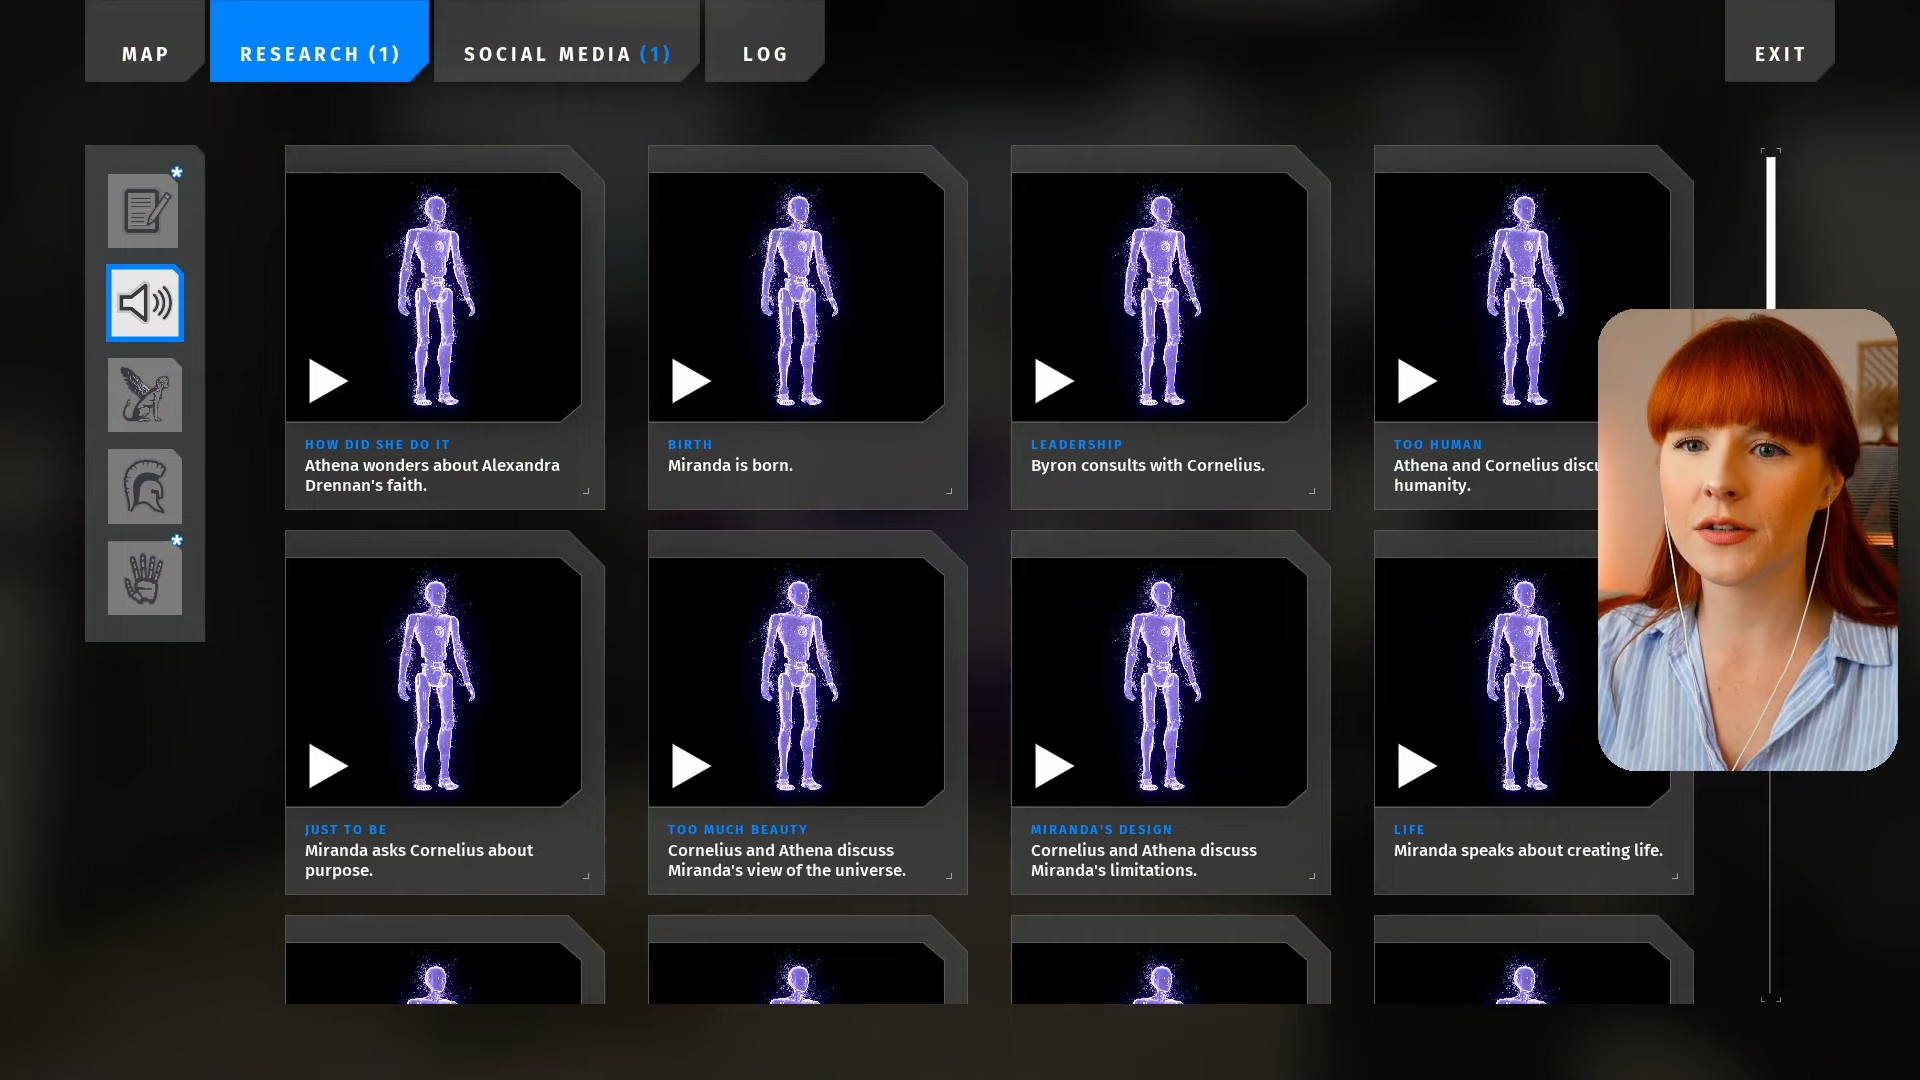 MAP
RESEARCH (1)
SOCIAL MEDIA (1)
LOG
EXIT
HOW DID SHE DO IT
Athena wonders about Alexandra
Drennan's faith.
BIRTH
Miranda is born.
LEADERSHIP
Byron consults with Cornelius.
TOO HUMAN
Athena and Cornelius
humanity.
JUST TO BE
Miranda asks Cornelius about
purpose.
TOO MUCH BEAUTY
Cornelius and Athena discuss
Miranda's view of the universe.
MIRANDA'S DESIGN
Cornelius and Athena discuss
Miranda's limitations.
LIFE
Miranda speaks about creating life.